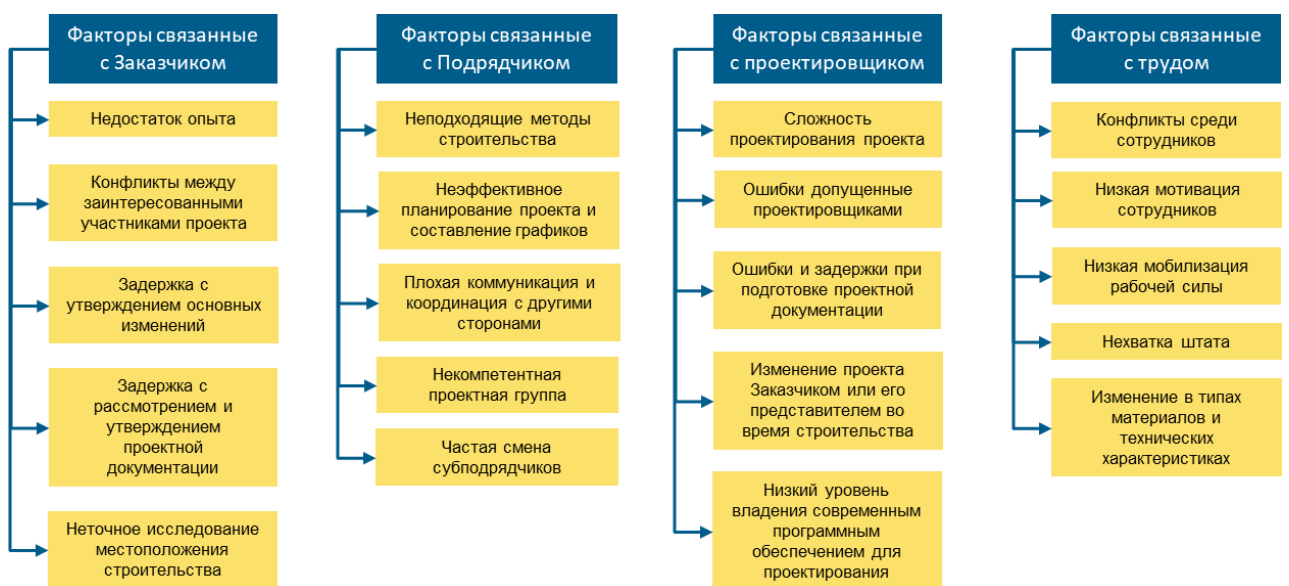 Факторы связанные
с Заказчиком
Недостаток опыта
Конфликты между
заинтересованными
участниками проекта
Задержка с
утверждением основных
изменений
Задержка с
рассмотрением и
утверждением
проектной
документации
Неточное исследование
местоположения
строительства
Факторы связанные
с Подрядчиком
Неподходящие методы
строительства
Неэффективное
планирование проекта и
составление графиков
Плохая коммуникация и
координация с другими
сторонами
Некомпетентная
проектная группа
Частая смена
субподрядчиков
Факторы связанные
с проектировщиком
Сложность
проектирования проекта
Ошибки допущенные
проектировщиками
Ошибки и задержки при
подготовке проектной
документации
Изменение проекта
Заказчиком или его
представителем во
время строительства
Низкий уровень
владения современным
программным
обеспечением для
проектирования
Факторы связанные
с трудом
Конфликты среди
сотрудников
Низкая мотивация
сотрудников
Низкая мобилизация
рабочей силы
Нехватка штата
Изменение в типах
материалов и
технических
характеристиках